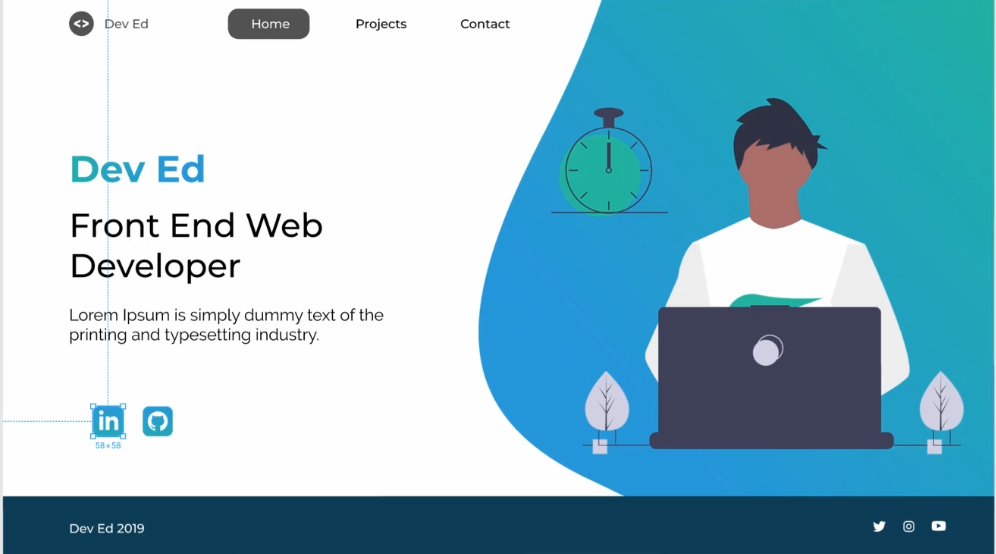 <> Dev Ed
Home
Projects
Contact
Dev Ed
Front End Web
Developer
Lorem Ipsum is simply dummy text of the
printing and typesetting industry.
in
58×58
Dev Ed 2019